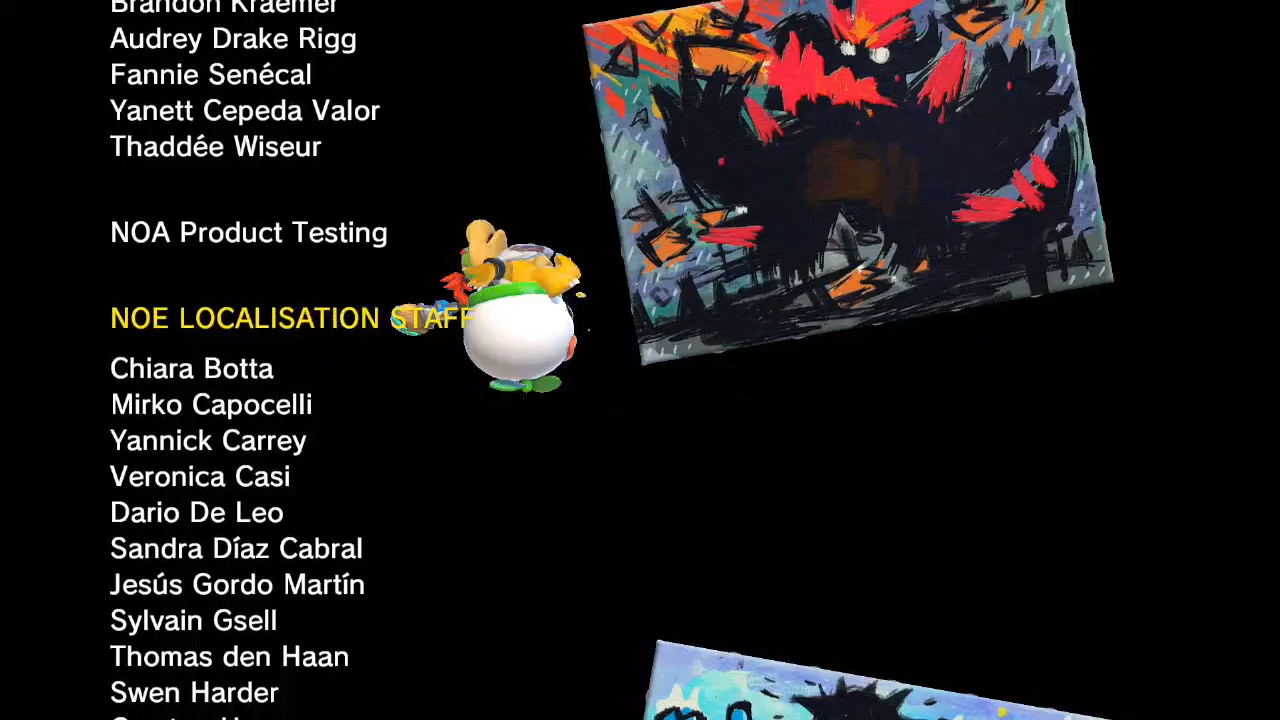 Brandon Kraemer
Audrey Drake Rigg
Fannie Senécal
Yanett Cepeda Valor
Thaddée Wiseur
NOA Product Testing
NOE LOCALISATION STAFF
Chiara Botta
Mirko Capocelli
Yannick Carrey
Veronica Casi
Dario De Leo
Sandra Díaz Cabral
Jesús Gordo Martín
Sylvain Gsell
Thomas den Haan
Swen Harder